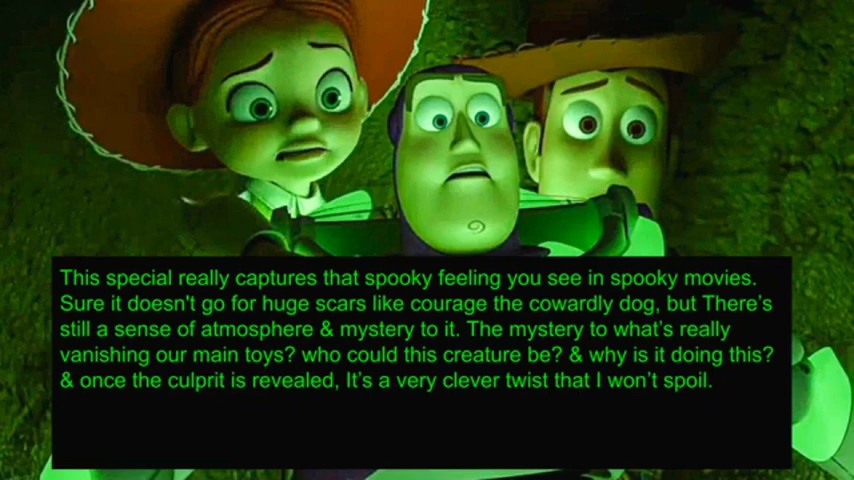 This special really captures that spooky feeling you see in spooky movies.
Sure it doesn't go for huge scars like courage the cowardly dog, but There’s
still a sense of atmosphere & mystery to it. The mystery to what’s really
vanishing our main toys? who could this creature be? & why is it doing this?
& once the culprit is revealed, It’s a very clever twist that I won’t spoil.